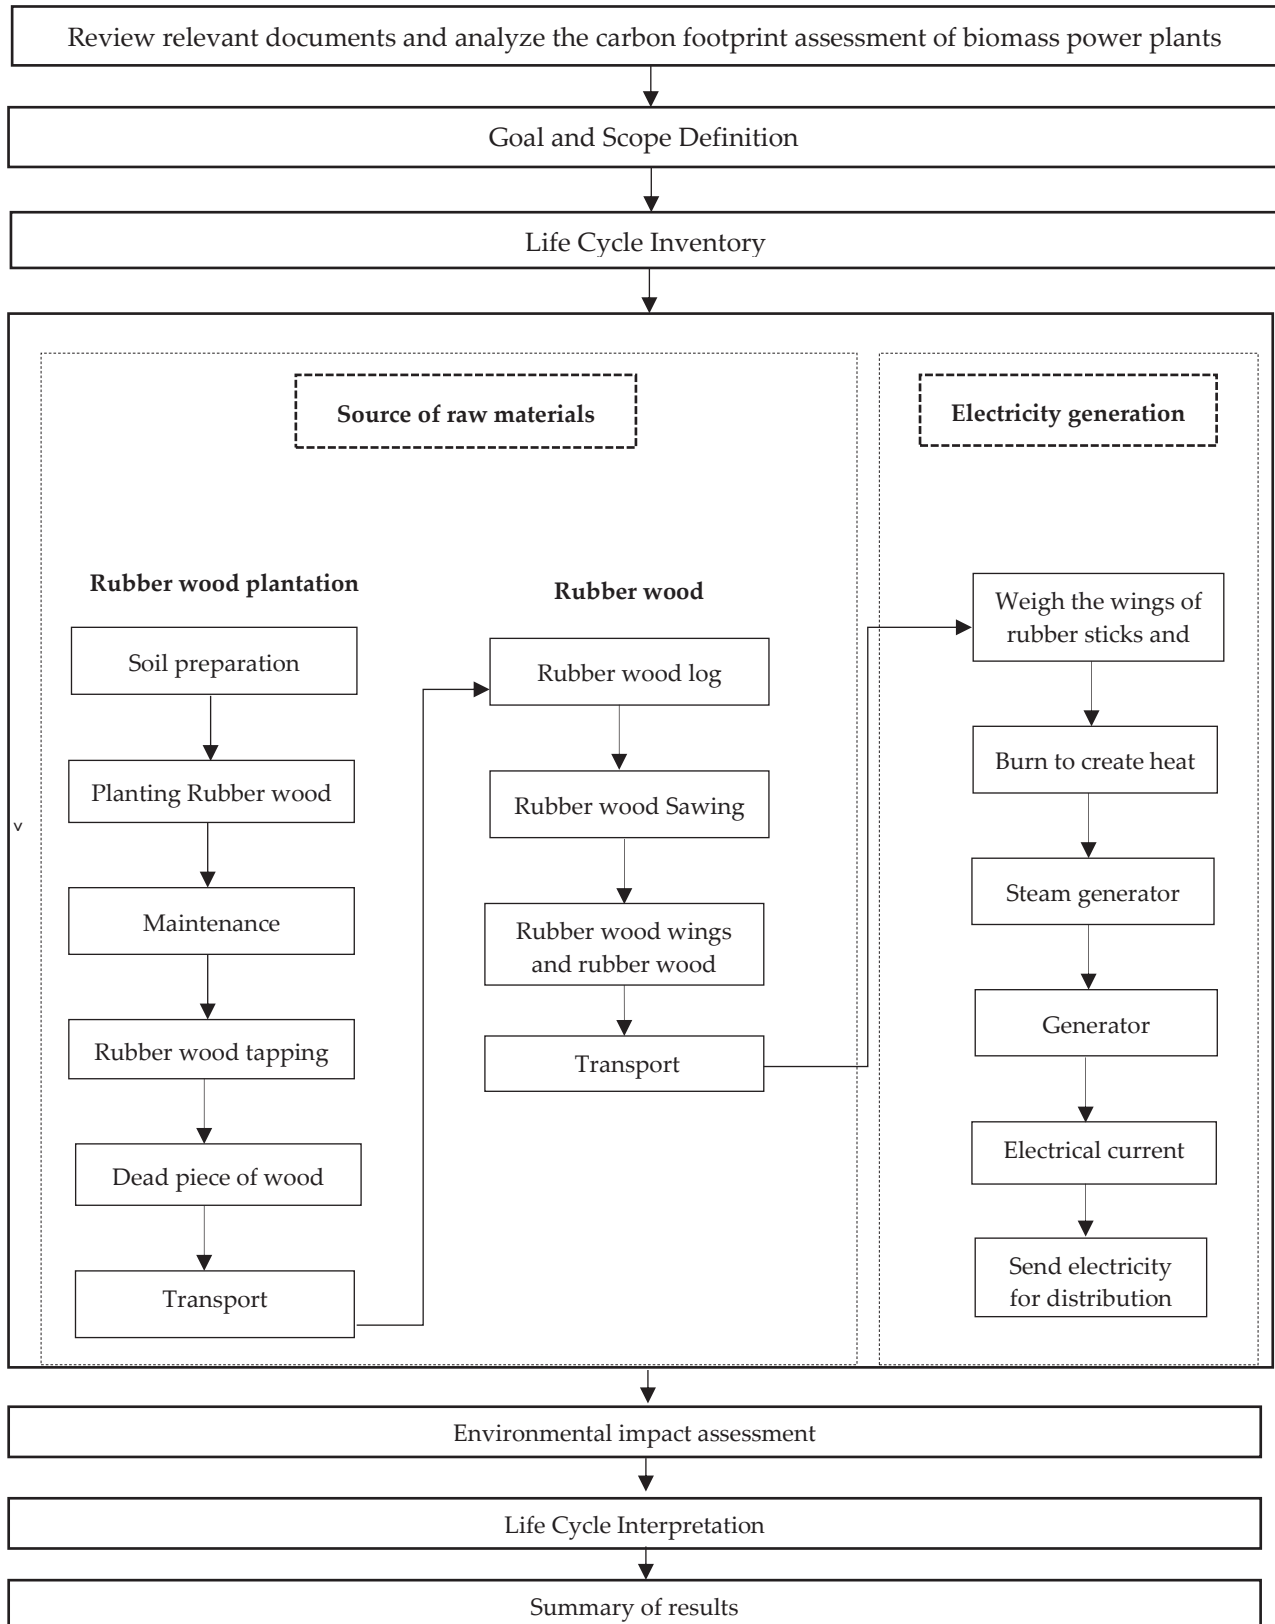 Review relevant documents and analyze the carbon footprint assessment of biomass power plants
Goal and Scope Definition
Life Cycle Inventory
Source of raw materials
Rubber wood plantation
Soil preparation
Planting Rubber wood
Maintenance
Rubber wood tapping
Dead piece of wood
Transport
Rubber wood
Rubber wood log
Rubber wood Sawing
Rubber wood wings
and rubber wood
Transport
Electricity generation
Weigh the wings of
rubber sticks and
Burn to create heat
Steam generator
Generator
Electrical current
Send electricity
for distribution
v
Environmental impact assessment
Life Cycle Interpretation
Summary of results